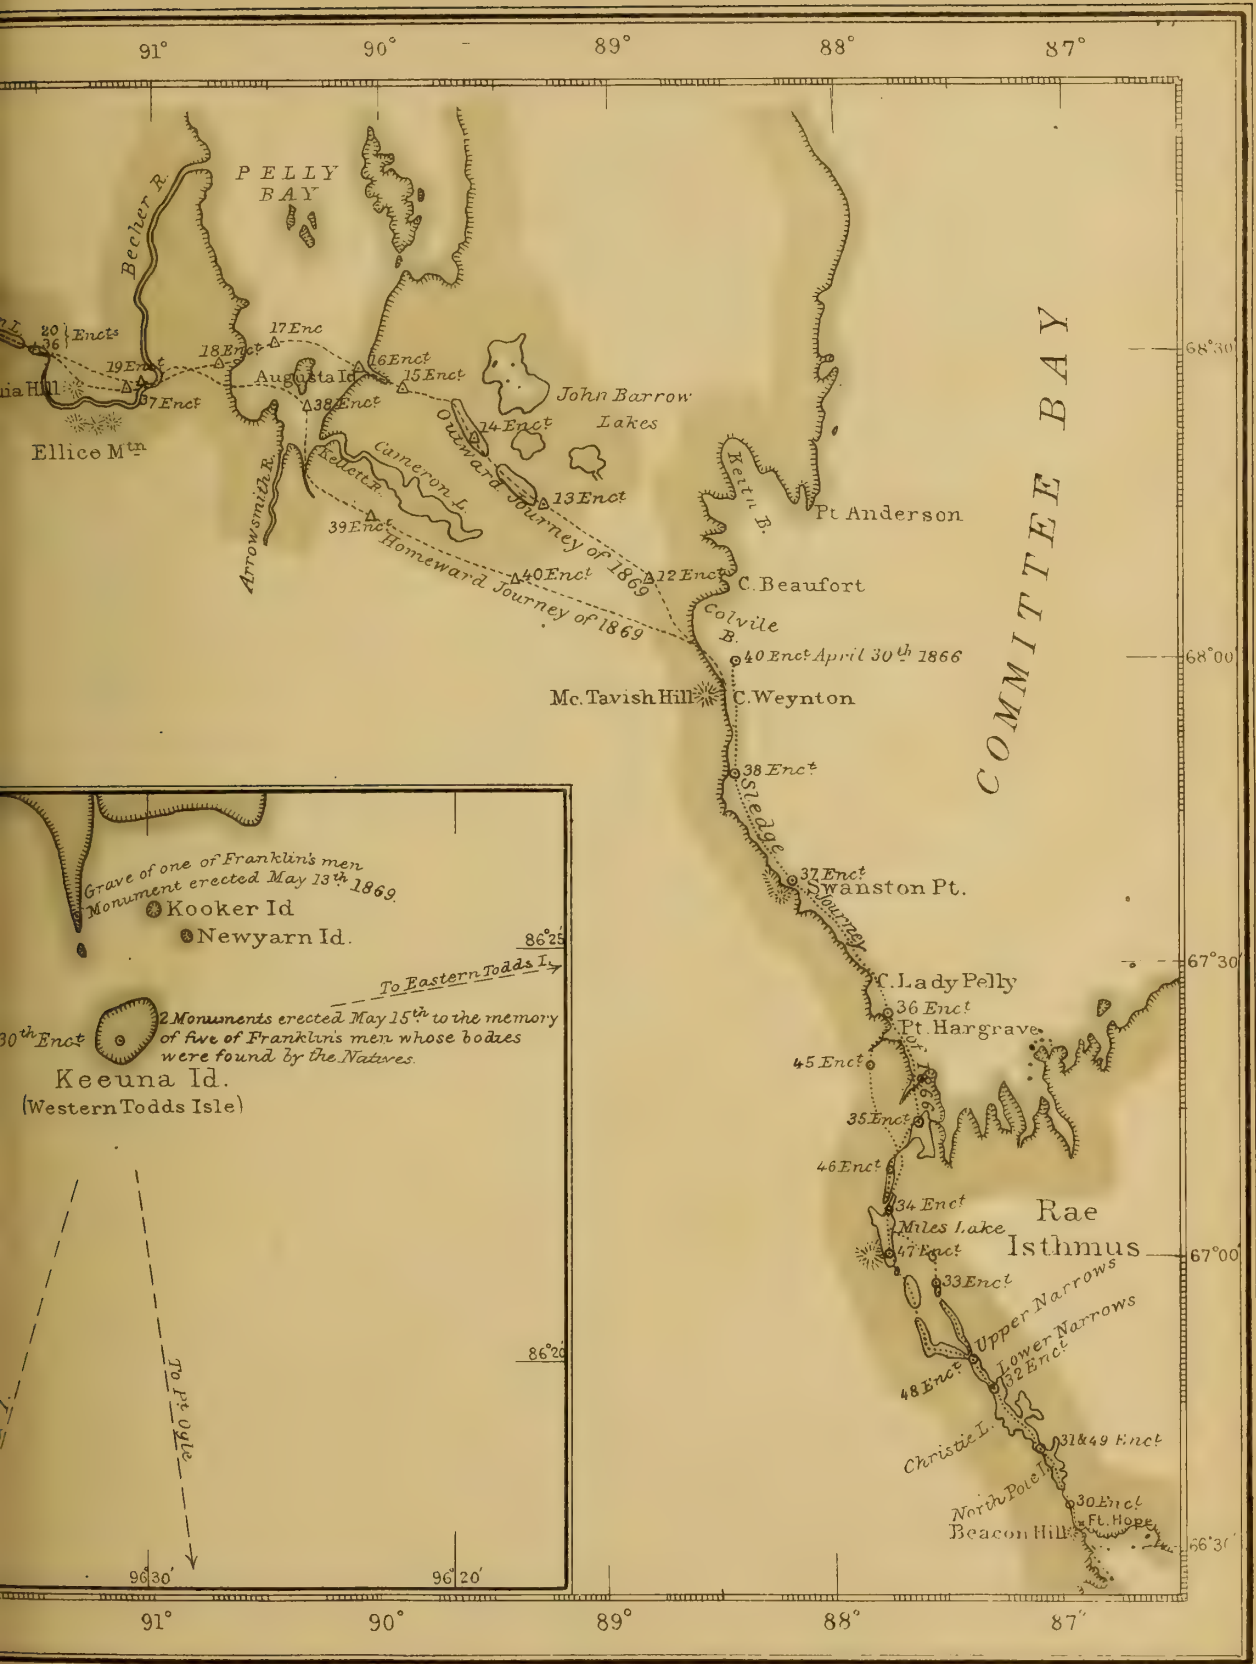 91° 90° 89° 88° 87°
PELLY
BAY
Becher R.
20
36 } Encts
17 Enc
18 Enct
19 Enct
16 Enct
15 Enct
Augusta Id
37 Enct
38 Enct
Ellice Mtn
John Barrow
Lakes
14 Enct
13 Enct
Outward Journey of 1869
Cameron L.
Kellett R.
Arrowsmith R.
39 Enct
40 Enct
12 Enct
Homeward Journey of 1869
Keith B.
Pt Anderson
C. Beaufort
Colvile
B.
COMMITTEE BAY
68°30'
68°00'
40 Enct April 30th 1866
Mc. Tavish Hill
C. Weynton
38 Enct
Sledge Journey of 1866
37 Enct
Swanston Pt.
67°30'
C. Lady Pelly
36 Enct
Pt. Hargrave
45 Enct
35 Enct
46 Enct
34 Enct
Miles Lake
47 Enct
Rae
Isthmus
67°00'
33 Enct
Upper Narrows
Lower Narrows
32 Enct
48 Enct
Christie L.
31 & 49 Enct
North Pole L.
30 Enct
Ft. Hope
Beacon Hill
66°30'
Grave of one of Franklin's men
Monument erected May 13th 1869.
Kooker Id
Newyarn Id.
86°25'
To Eastern Todds I.
30th Enct
2 Monuments erected May 15th to the memory
of five of Franklin's men whose bodies
were found by the Natives.
Keeuna Id.
(Western Todds Isle)
86°20'
To Pt. Ogle
96°30' 96°20'
91° 90° 89° 88° 87°